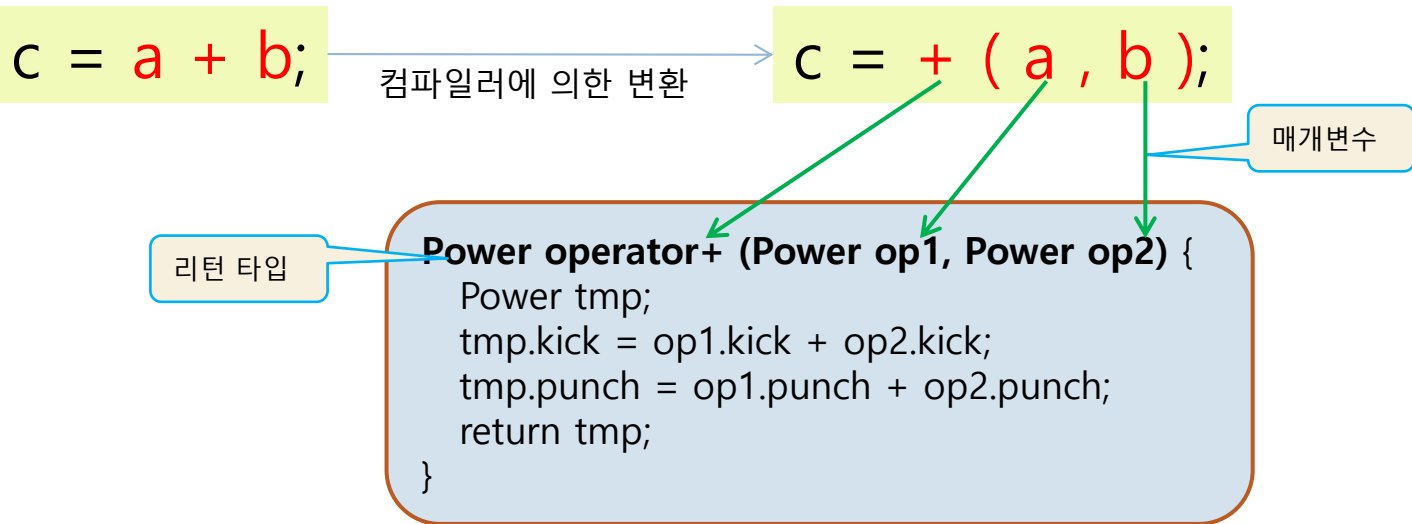 c = a + b;
컴파일러에 의한 변환
c = + ( a , b );
매개변수
리턴 타입
Power operator+ (Power op1, Power op2) {
Power tmp;
tmp.kick = op1.kick + op2.kick;
tmp.punch = op1.punch + op2.punch;
return tmp;
}